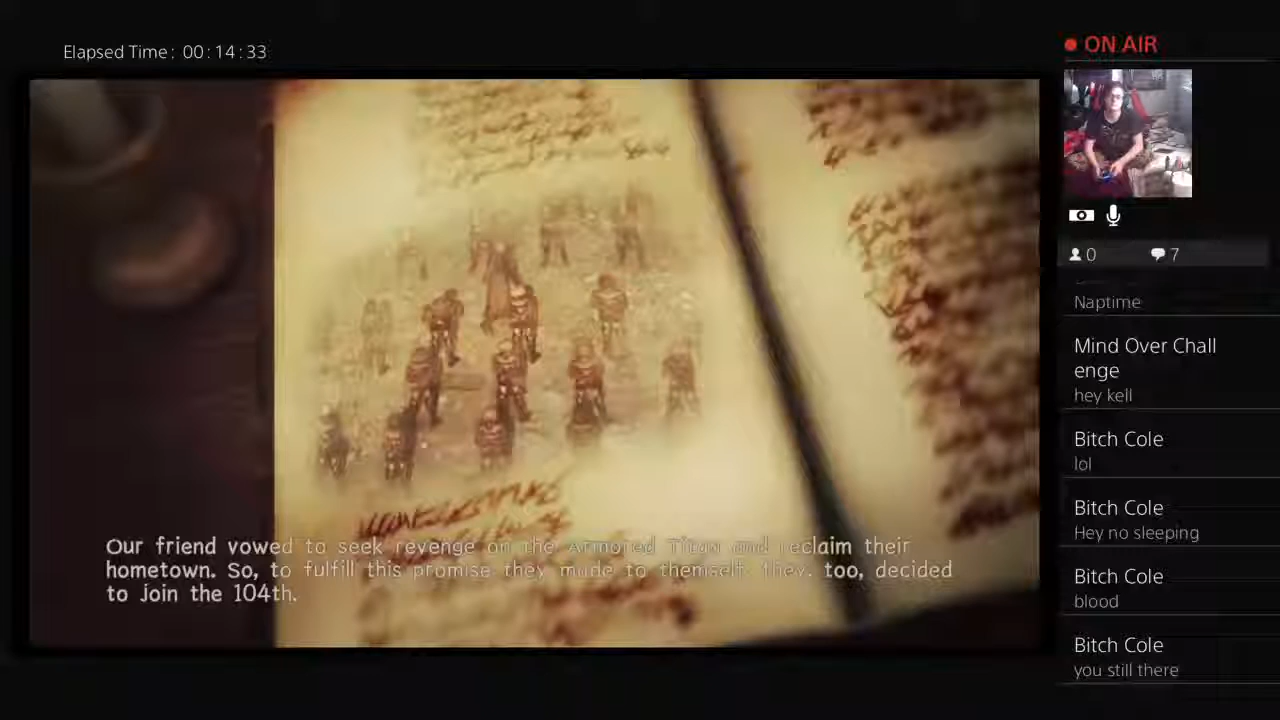 Elapsed Time: 00:14:33
ON AIR
0
7
Naptime
Mind Over Chall
enge
hey kell
Bitch Cole
lol
Bitch Cole
Hey no sleeping
Bitch Cole
blood
Bitch Cole
you still there
Our friend vowed to seek revenge on the Armored Titan and reclaim their
hometown. So, to fulfill this promise they made to themself, they, too, decided
to join the 104th.